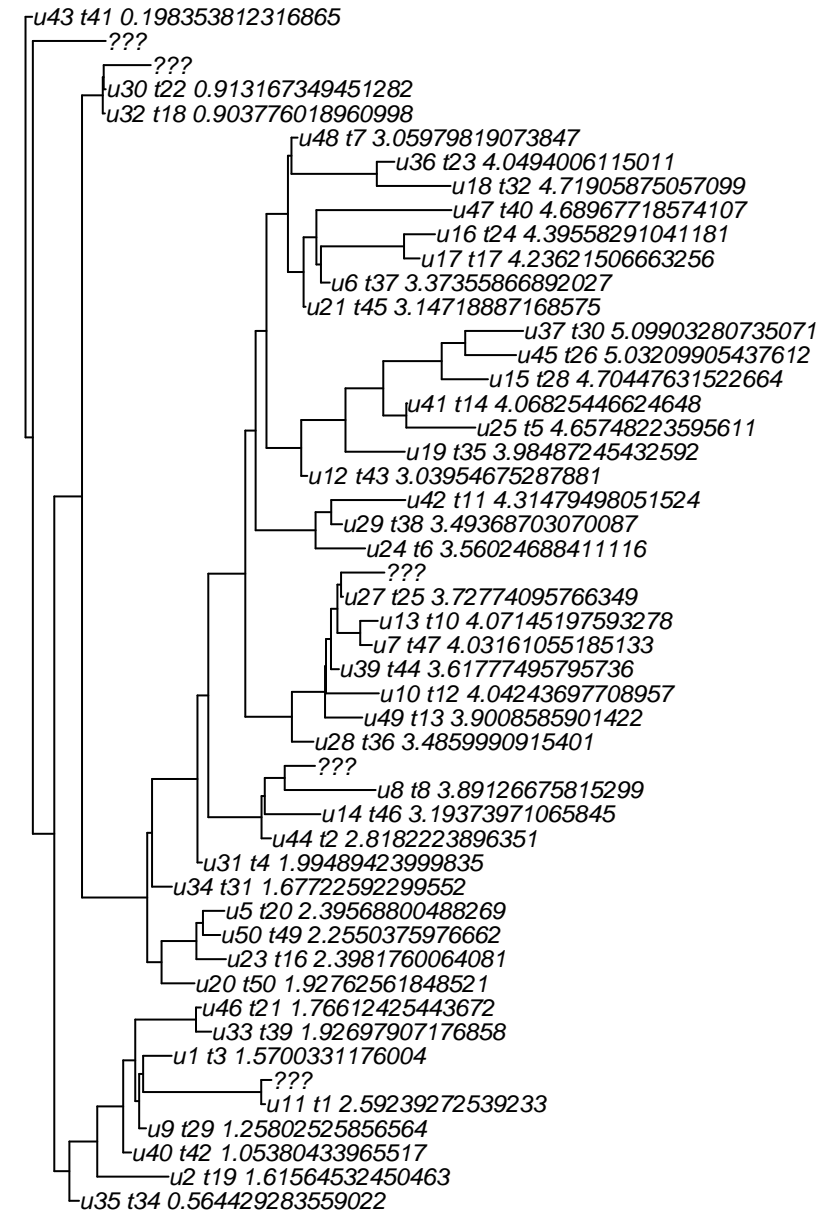 u43 t41 0.198353812316865
???
???
u30 t22 0.913167349451282
u32 t18 0.903776018960998
u48 t7 3.05979819073847
u36 t23 4.0494006115011
u18 t32 4.71905875057099
u47 t40 4.68967718574107
u16 t24 4.39558291041181
u17 t17 4.23621506663256
u6 t37 3.37355866892027
u21 t45 3.14718887168575
u37 t30 5.09903280735071
u45 t26 5.03209905437612
u15 t28 4.70447631522664
u41 t14 4.06825446624648
u25 t5 4.65748223595611
u19 t35 3.98487245432592
u12 t43 3.03954675287881
u42 t11 4.31479498051524
u29 t38 3.49368703070087
u24 t6 3.56024688411116
???
u27 t25 3.72774095766349
u13 t10 4.07145197593278
u7 t47 4.03161055185133
u39 t44 3.61777495795736
u10 t12 4.04243697708957
u49 t13 3.9008585901422
u28 t36 3.4859990915401
???
u8 t8 3.89126675815299
u14 t46 3.19373971065845
u44 t2 2.8182223896351
u31 t4 1.99489423999835
u34 t31 1.67722592299552
u5 t20 2.39568800488269
u50 t49 2.2550375976662
u23 t16 2.3981760064081
u20 t50 1.92762561848521
u46 t21 1.76612425443672
u33 t39 1.92697907176858
u1 t3 1.5700331176004
???
u11 t1 2.59239272539233
u9 t29 1.25802525856564
u40 t42 1.05380433965517
u2 t19 1.61564532450463
u35 t34 0.564429283559022